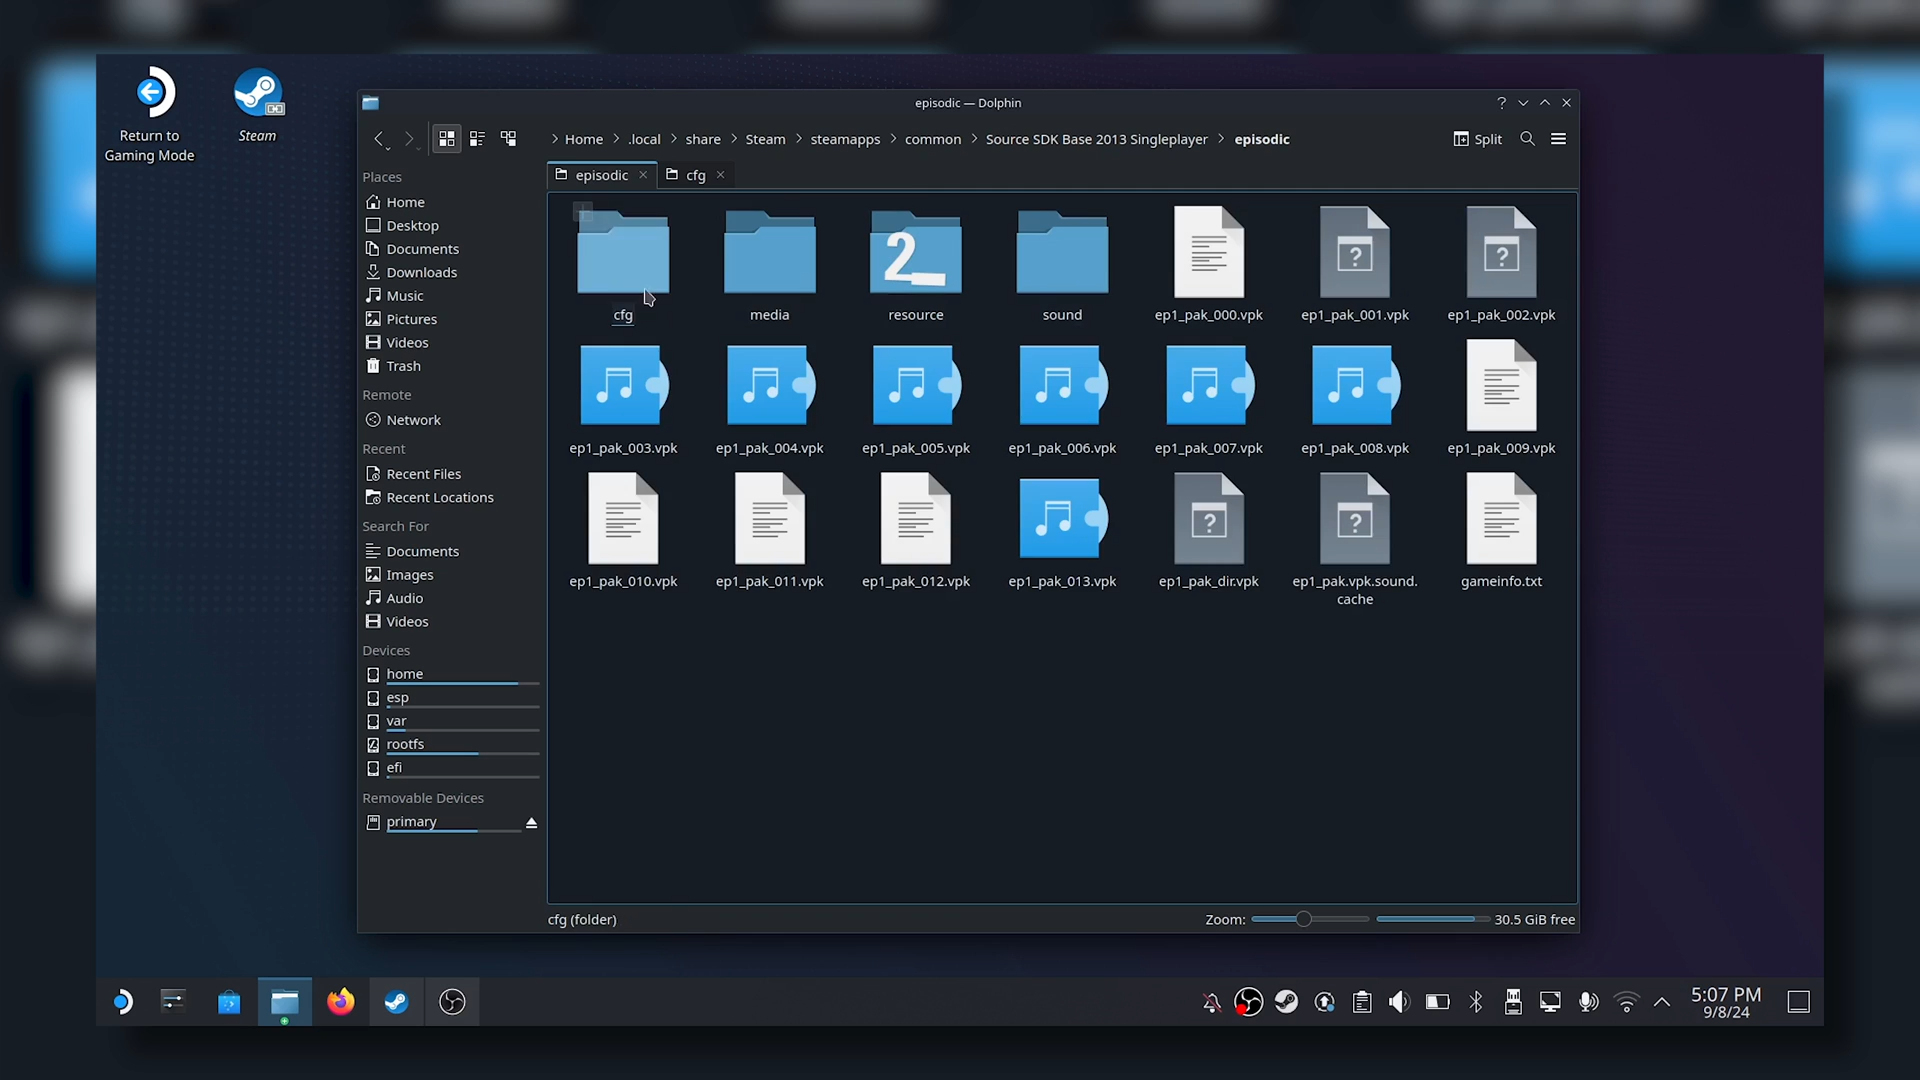 Return to
Gaming Mode
Steam
episodic — Dolphin
?
Home
.local
share
Steam
steamapps
common
Source SDK Base 2013 Singleplayer
episodic
Split
episodic
cfg
Places
Home
Desktop
Documents
Downloads
Music
Pictures
Videos
Trash
Remote
Network
Recent
Recent Files
Recent Locations
Search For
Documents
Images
Audio
Videos
Devices
home
esp
var
rootfs
efi
Removable Devices
primary
cfg
media
2
resource
sound
ep1_pak_000.vpk
?
ep1_pak_001.vpk
?
ep1_pak_002.vpk
ep1_pak_003.vpk
ep1_pak_004.vpk
ep1_pak_005.vpk
ep1_pak_006.vpk
ep1_pak_007.vpk
ep1_pak_008.vpk
ep1_pak_009.vpk
ep1_pak_010.vpk
ep1_pak_011.vpk
ep1_pak_012.vpk
ep1_pak_013.vpk
?
ep1_pak_dir.vpk
?
ep1_pak.vpk.sound.
cache
gameinfo.txt
cfg (folder)
Zoom:
30.5 GiB free
5:07 PM
9/8/24